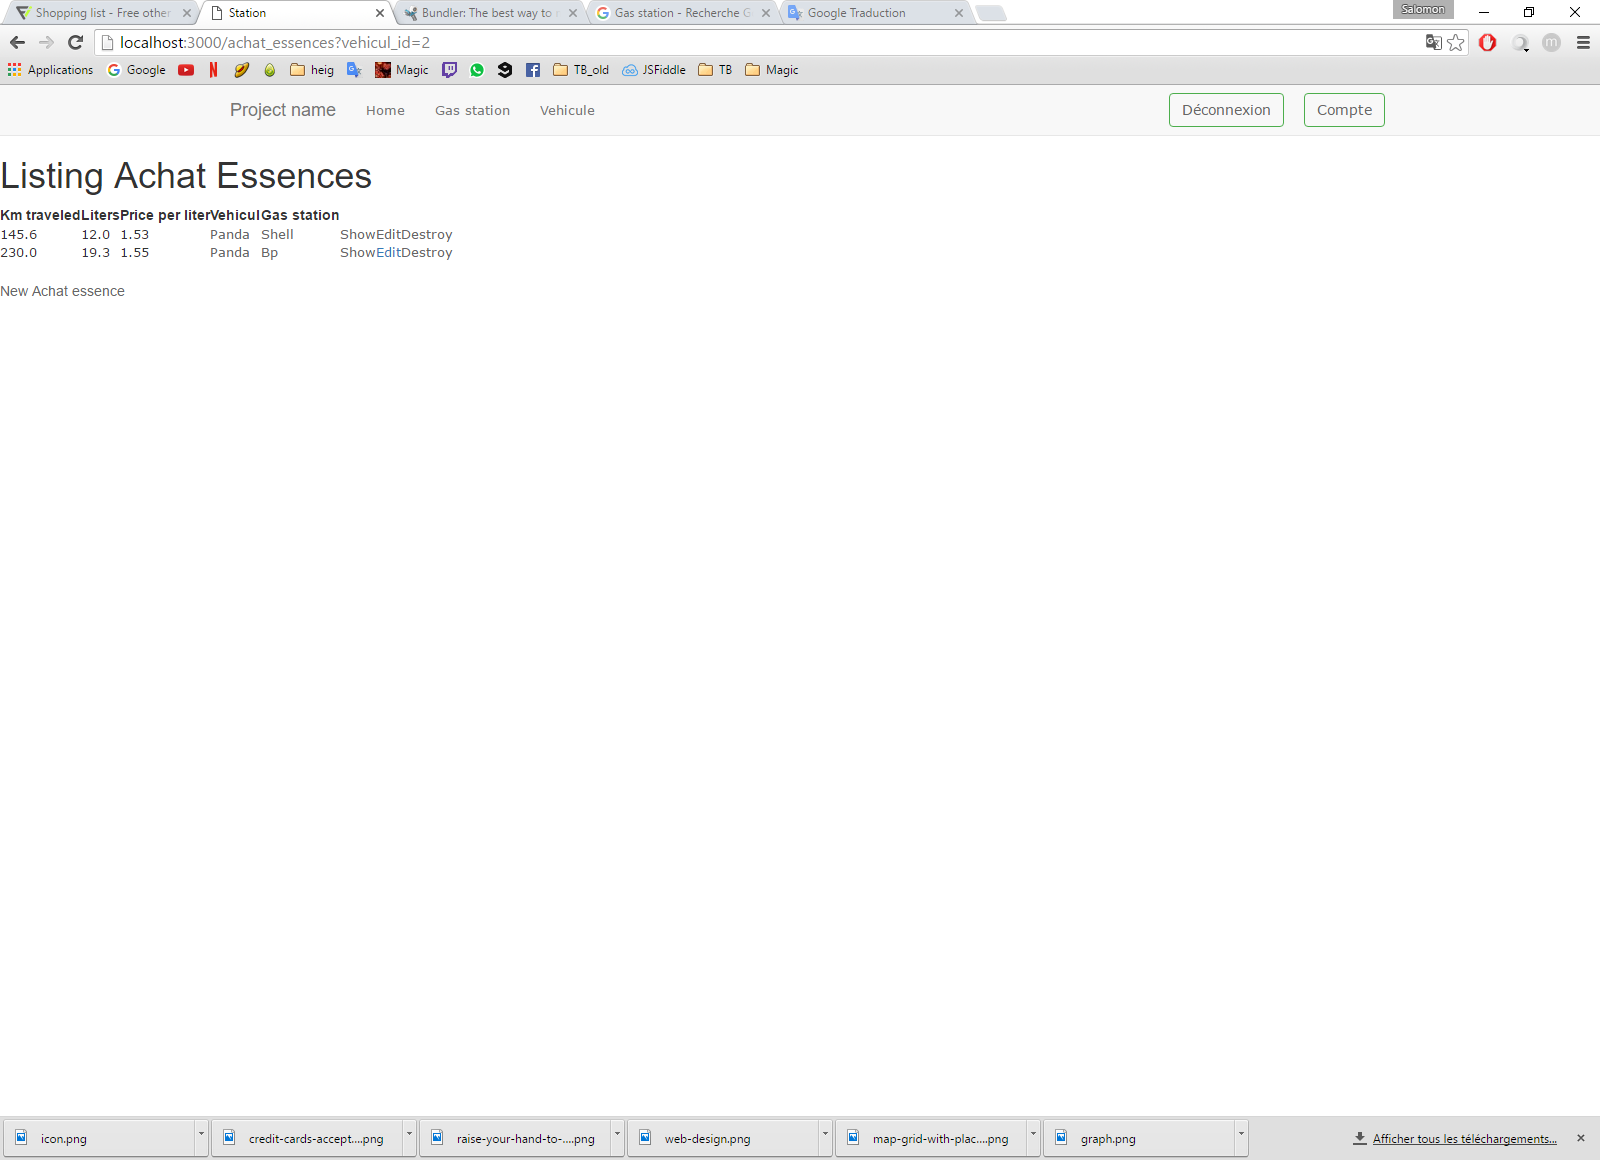 Shopping list - Free other
Station
Bundler: The best way to
Gas station - Recherche G
Google Traduction
Salomon
localhost:3000/achat_essences?vehicul_id=2
Applications Google heig Magic TB_old JSFiddle TB Magic
Project name Home Gas station Vehicule Déconnexion Compte
Listing Achat Essences
Km traveled Liters Price per liter Vehicul Gas station
145.6 12.0 1.53 Panda Shell Show Edit Destroy
230.0 19.3 1.55 Panda Bp Show Edit Destroy
New Achat essence
icon.png credit-cards-accept....png raise-your-hand-to-....png web-design.png map-grid-with-plac....png graph.png Afficher tous les téléchargements...